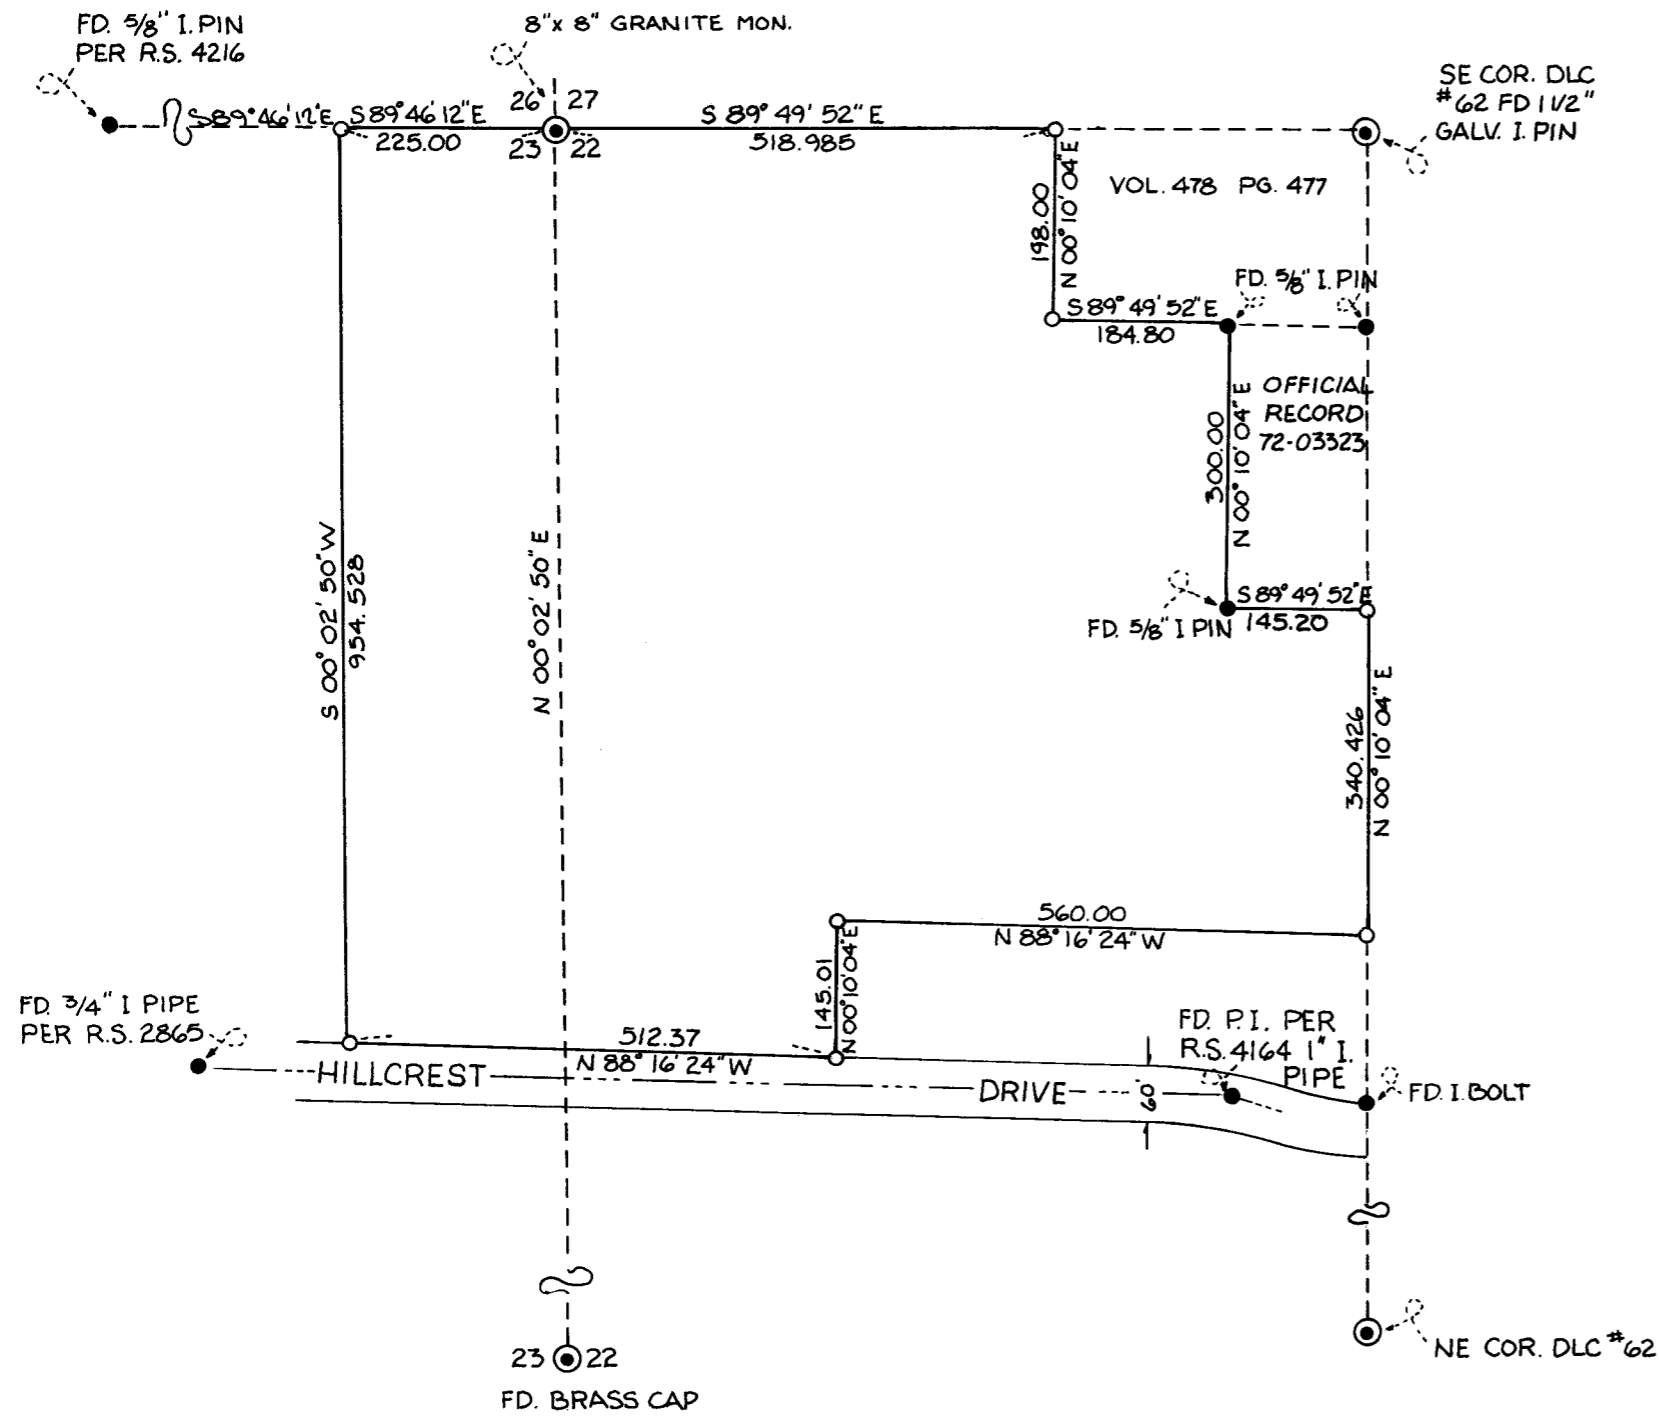 FD. 5/8" I. PIN
PER R.S. 4216
8"x 8" GRANITE MON.
SE COR. DLC
#62 FD 1 1/2"
GALV. I. PIN
26 27
S 89° 46' 12" E
S 89° 46' 12" E
S 89° 49' 52" E
225.00
23 22
518.985
198.00
N 00° 10' 04" E
VOL. 478 PG. 477
FD. 5/8" I. PIN
S 89° 49' 52" E
184.80
OFFICIAL
RECORD
72-03323
300.00
N 00° 10' 04" E
S 00° 02' 50" W
954.528
N 00° 02' 50" E
S 89° 49' 52" E
145.20
FD. 5/8" I PIN
340.426
N 00° 10' 04" E
560.00
N 88° 16' 24" W
145.01
N 00° 10' 04" E
FD. 3/4" I PIPE
PER R.S. 2865
512.37
N 88° 16' 24" W
FD. P.I. PER
R.S. 4164 1" I.
PIPE
HILLCREST DRIVE
60
FD. I. BOLT
23 22
FD. BRASS CAP
NE COR. DLC #62